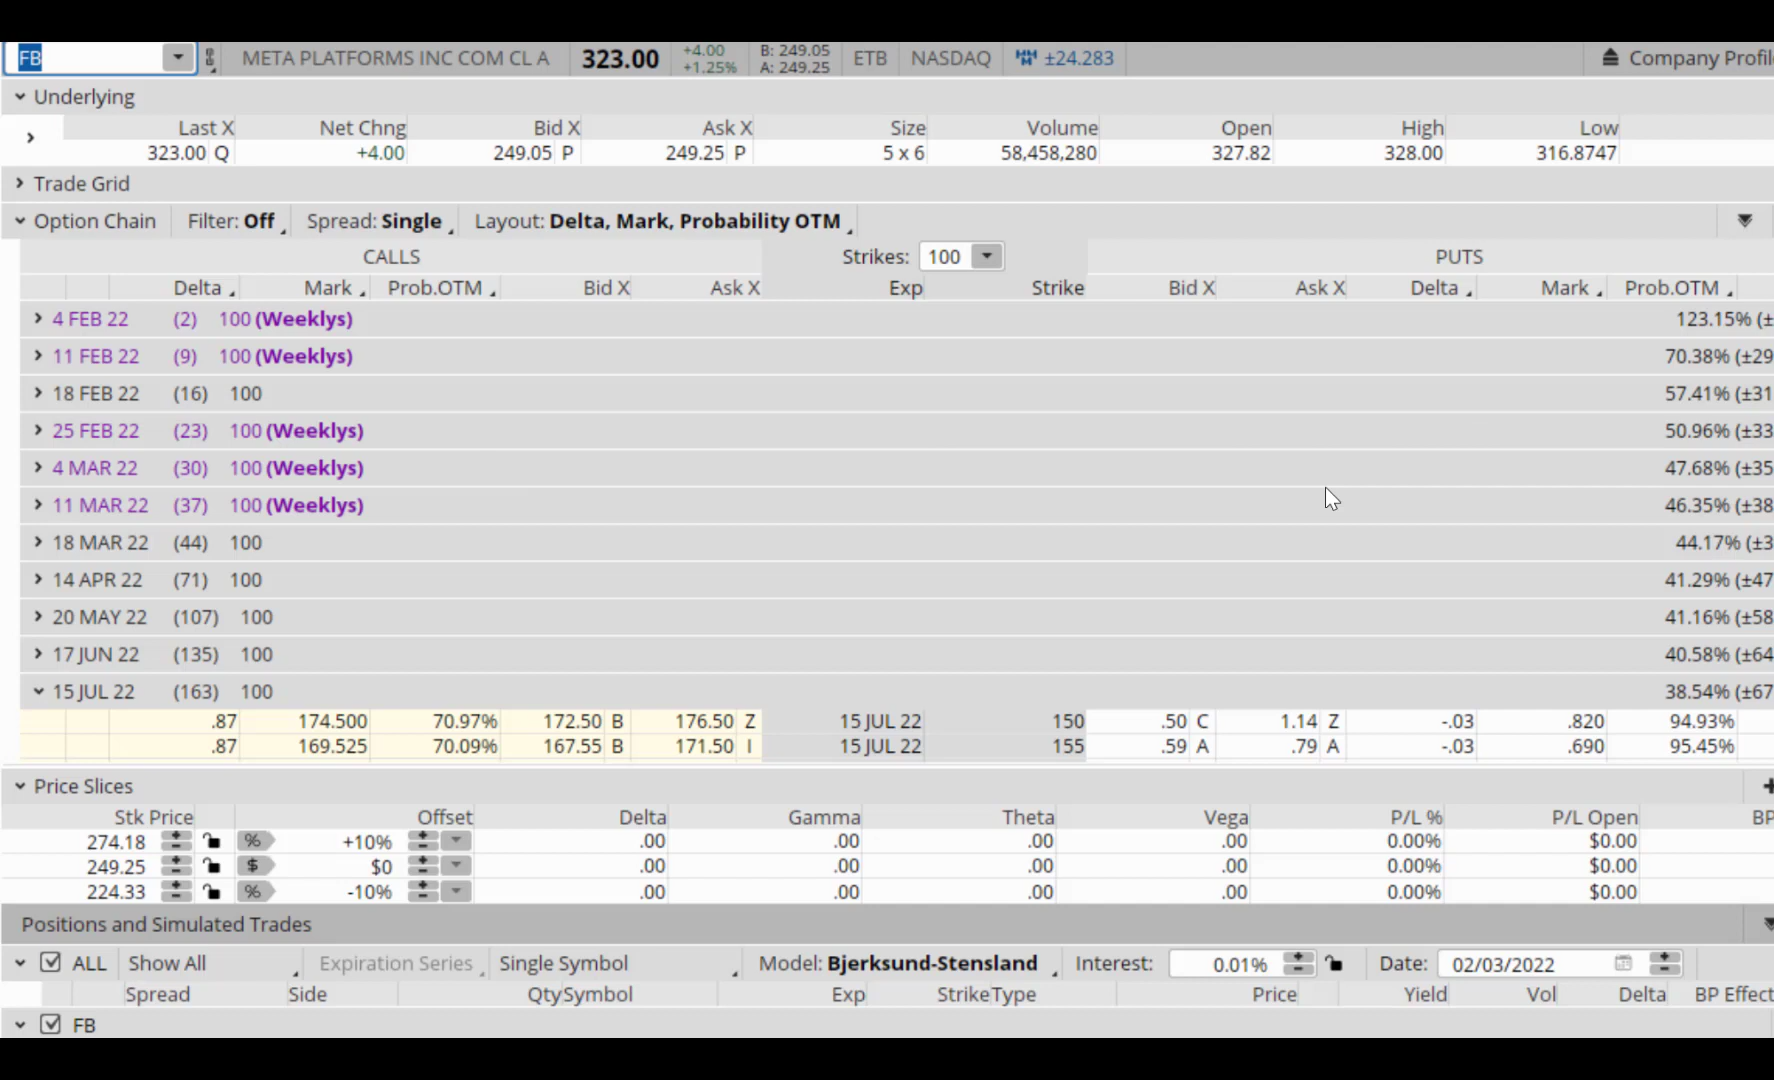 FB META PLATFORMS INC COM CL A 323.00 +4.00 +1.25% B: 249.05 A: 249.25 ETB NASDAQ ±24.283 Company Profil
Underlying
Last X Net Chng Bid X Ask X Size Volume Open High Low
323.00 Q +4.00 249.05 P 249.25 P 5 x 6 58,458,280 327.82 328.00 316.8747
Trade Grid
Option Chain Filter: Off Spread: Single Layout: Delta, Mark, Probability OTM
CALLS Strikes: 100 PUTS
Delta Mark Prob.OTM Bid X Ask X Exp Strike Bid X Ask X Delta Mark Prob.OTM
4 FEB 22 (2) 100 (Weeklys) 123.15% (±
11 FEB 22 (9) 100 (Weeklys) 70.38% (±29
18 FEB 22 (16) 100 57.41% (±31
25 FEB 22 (23) 100 (Weeklys) 50.96% (±33
4 MAR 22 (30) 100 (Weeklys) 47.68% (±35
11 MAR 22 (37) 100 (Weeklys) 46.35% (±38
18 MAR 22 (44) 100 44.17% (±3
14 APR 22 (71) 100 41.29% (±47
20 MAY 22 (107) 100 41.16% (±58
17 JUN 22 (135) 100 40.58% (±64
15 JUL 22 (163) 100 38.54% (±67
.87 174.500 70.97% 172.50 B 176.50 Z 15 JUL 22 150 .50 C 1.14 Z -.03 .820 94.93%
.87 169.525 70.09% 167.55 B 171.50 I 15 JUL 22 155 .59 A .79 A -.03 .690 95.45%
Price Slices
Stk Price Offset Delta Gamma Theta Vega P/L % P/L Open BP
274.18 % +10% .00 .00 .00 .00 0.00% $0.00
249.25 $ $0 .00 .00 .00 .00 0.00% $0.00
224.33 % -10% .00 .00 .00 .00 0.00% $0.00
Positions and Simulated Trades
ALL Show All Expiration Series Single Symbol Model: Bjerksund-Stensland Interest: 0.01% Date: 02/03/2022
Spread Side Qty Symbol Exp Strike Type Price Yield Vol Delta BP Effect
FB